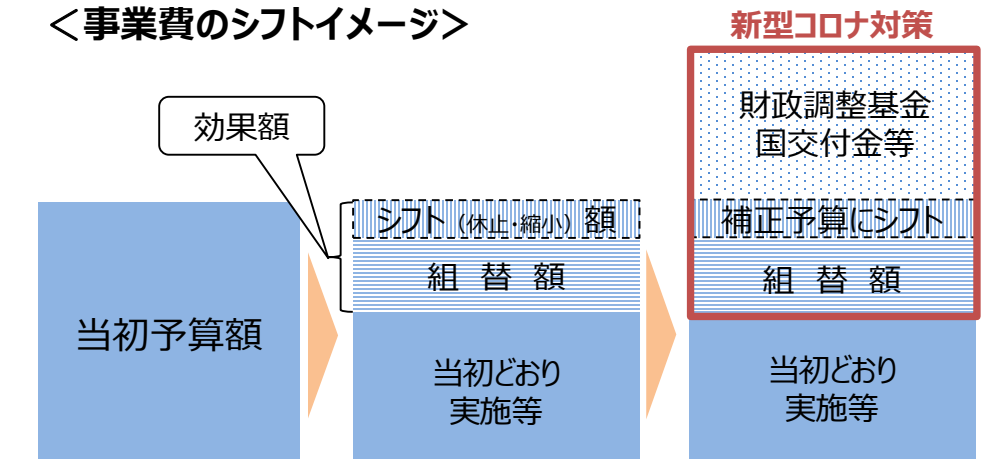 ＜事業費のシフトイメージ＞
新型コロナ対策
効果額
当初予算額
シフト（休止・縮小）額
組替額
当初どおり
実施等
財政調整基金
国交付金等
補正予算にシフト
組替額
当初どおり
実施等